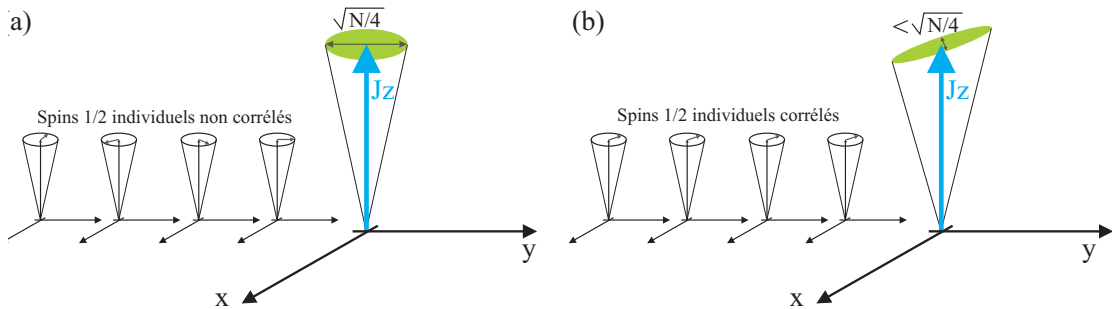 a)
√N/4
Jz
Spins 1/2 individuels non corrélés
y
x
(b)
<√N/4
Jz
Spins 1/2 individuels corrélés
y
x